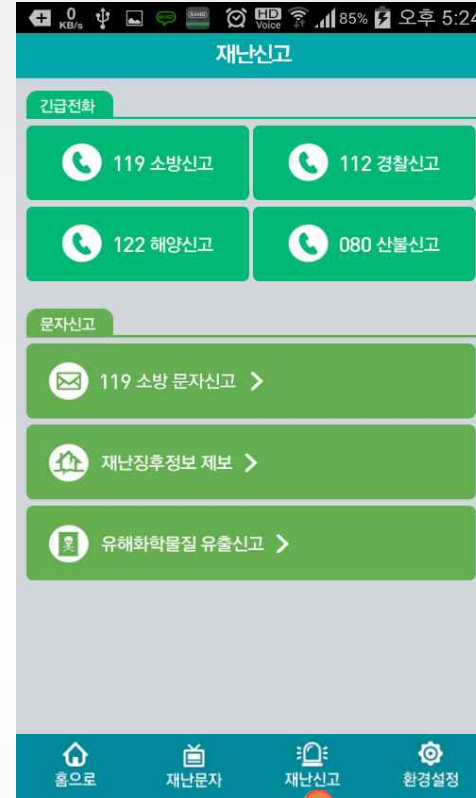 0 KB/s HD Voice 85% 오후 5:24
재난신고
긴급전화
119 소방신고
112 경찰신고
122 해양신고
080 산불신고
문자신고
119 소방 문자신고
재난징후정보 제보
유해화학물질 유출신고
홈으로
재난문자
재난신고
환경설정